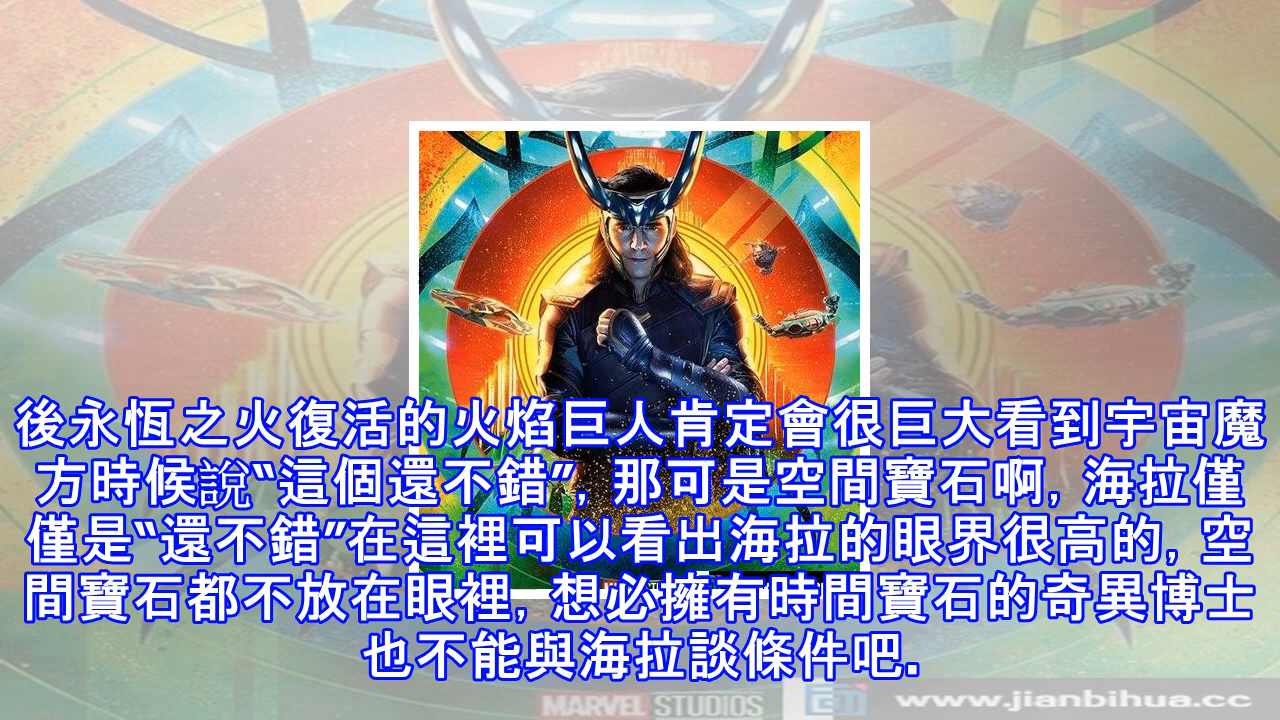 後永恆之火復活的火焰巨人肯定會很巨大看到宇宙魔
方時候說“這個還不錯”, 那可是空間寶石啊, 海拉僅
僅是“還不錯”在這裡可以看出海拉的眼界很高的, 空
間寶石都不放在眼裡, 想必擁有時間寶石的奇異博士
也不能與海拉談條件吧.
MARVEL STUDIOS
www.jianbihua.cc